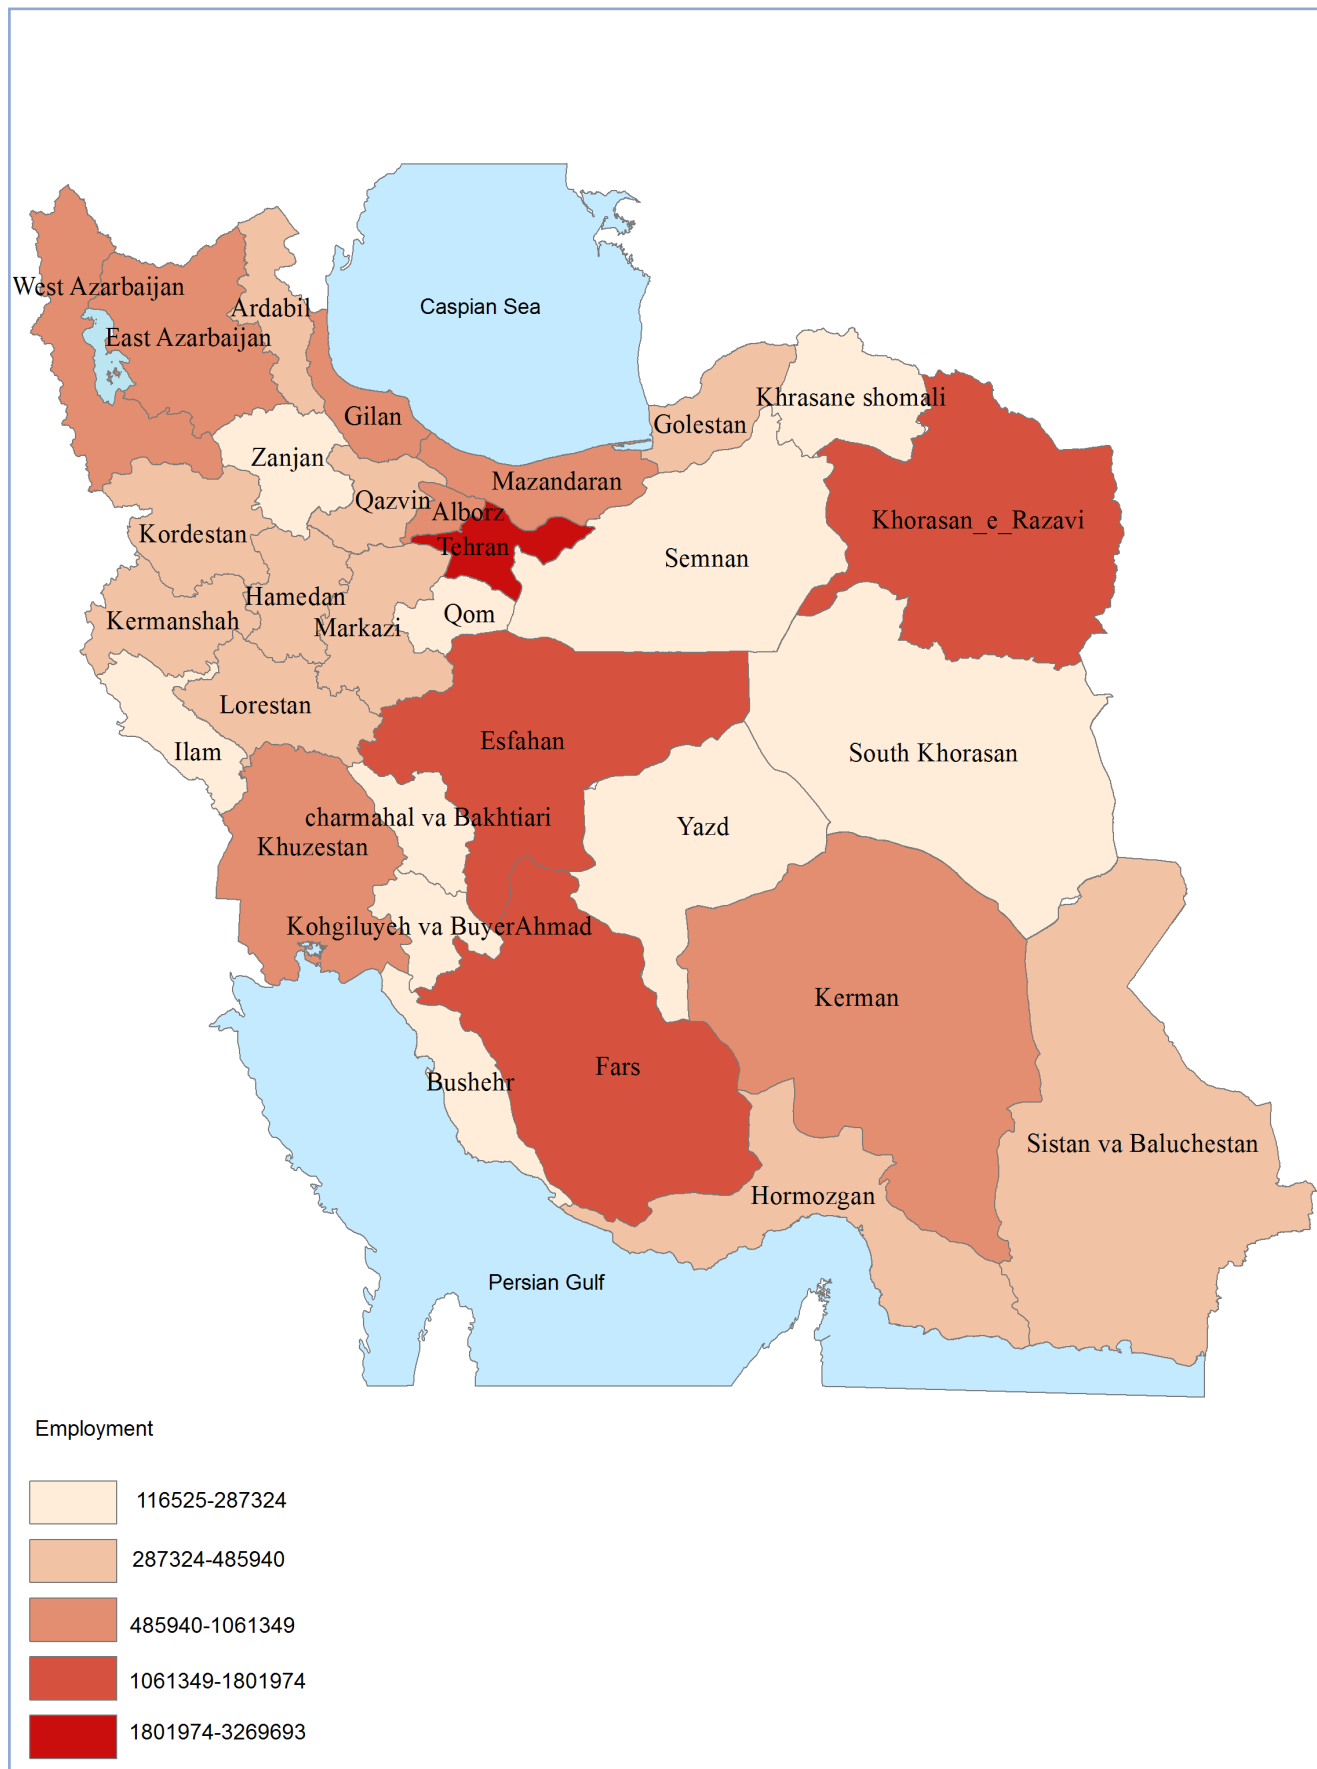 Caspian Sea
West Azarbaijan
Ardabil
East Azarbaijan
Khrasane shomali
Gilan
Golestan
Zanjan
Mazandaran
Qazvin
Alborz
Khorasan_e_Razavi
Kordestan
Tehran
Semnan
Hamedan
Qom
Kermanshah
Markazi
Lorestan
Esfahan
Ilam
South Khorasan
charmahal va Bakhtiari
Yazd
Khuzestan
Kohgiluyeh va BuyerAhmad
Kerman
Fars
Bushehr
Sistan va Baluchestan
Hormozgan
Persian Gulf
Employment
116525-287324
287324-485940
485940-1061349
1061349-1801974
1801974-3269693